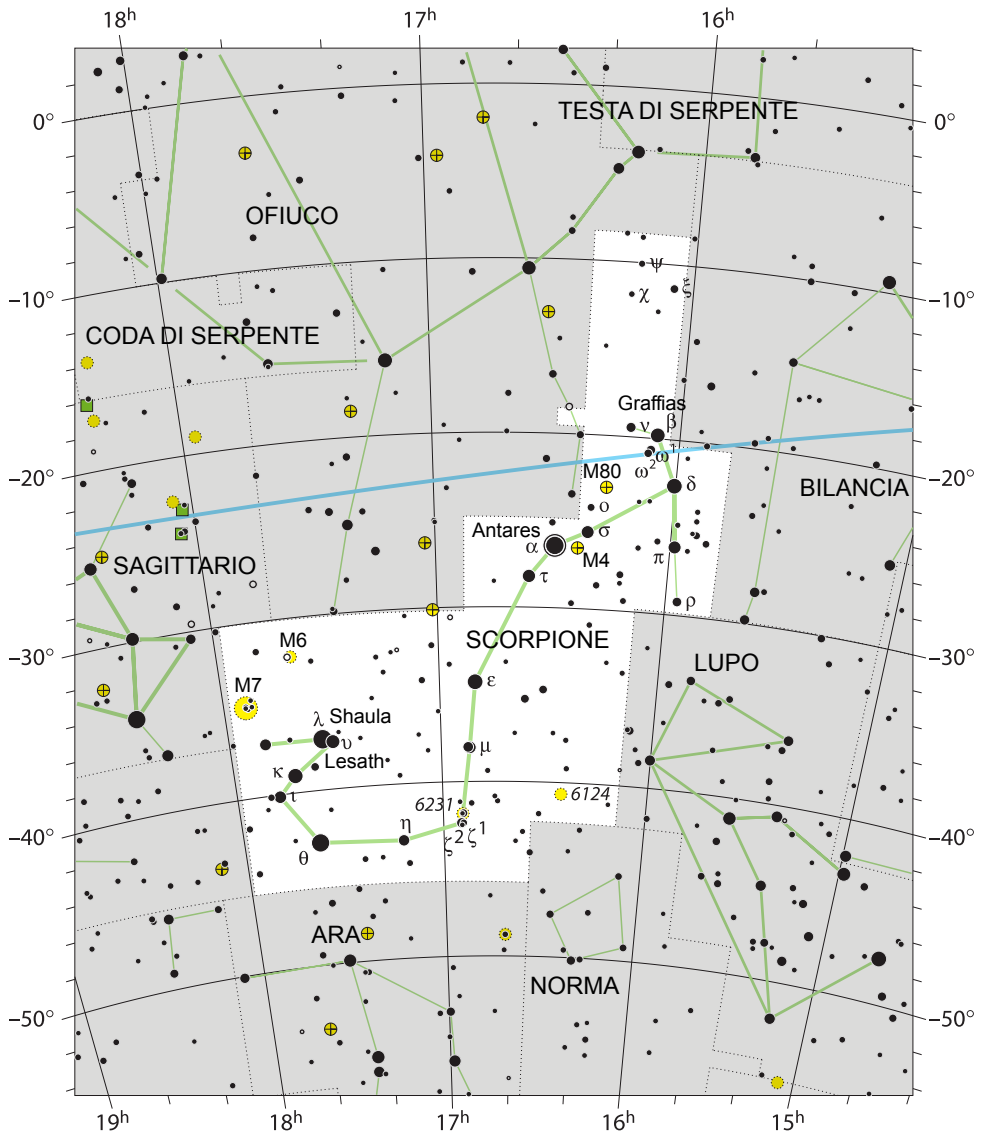 18h 17h 16h
TESTA DI SERPENTE
0° 0°
OFIUCO
ψ
χ ξ
−10° −10°
CODA DI SERPENTE
Graffias
ν β
ω2 ω1
M80
−20° δ −20°
BILANCIA
ο
Antares σ
α M4 π
SAGITTARIO τ
ρ
SCORPIONE
−30° M6 LUPO −30°
M7 ε
λ Shaula
υ μ
Lesath
κ
ι 6231 6124
−40° η ζ2 ζ1 −40°
θ
ARA
NORMA
−50° −50°
19h 18h 17h 16h 15h